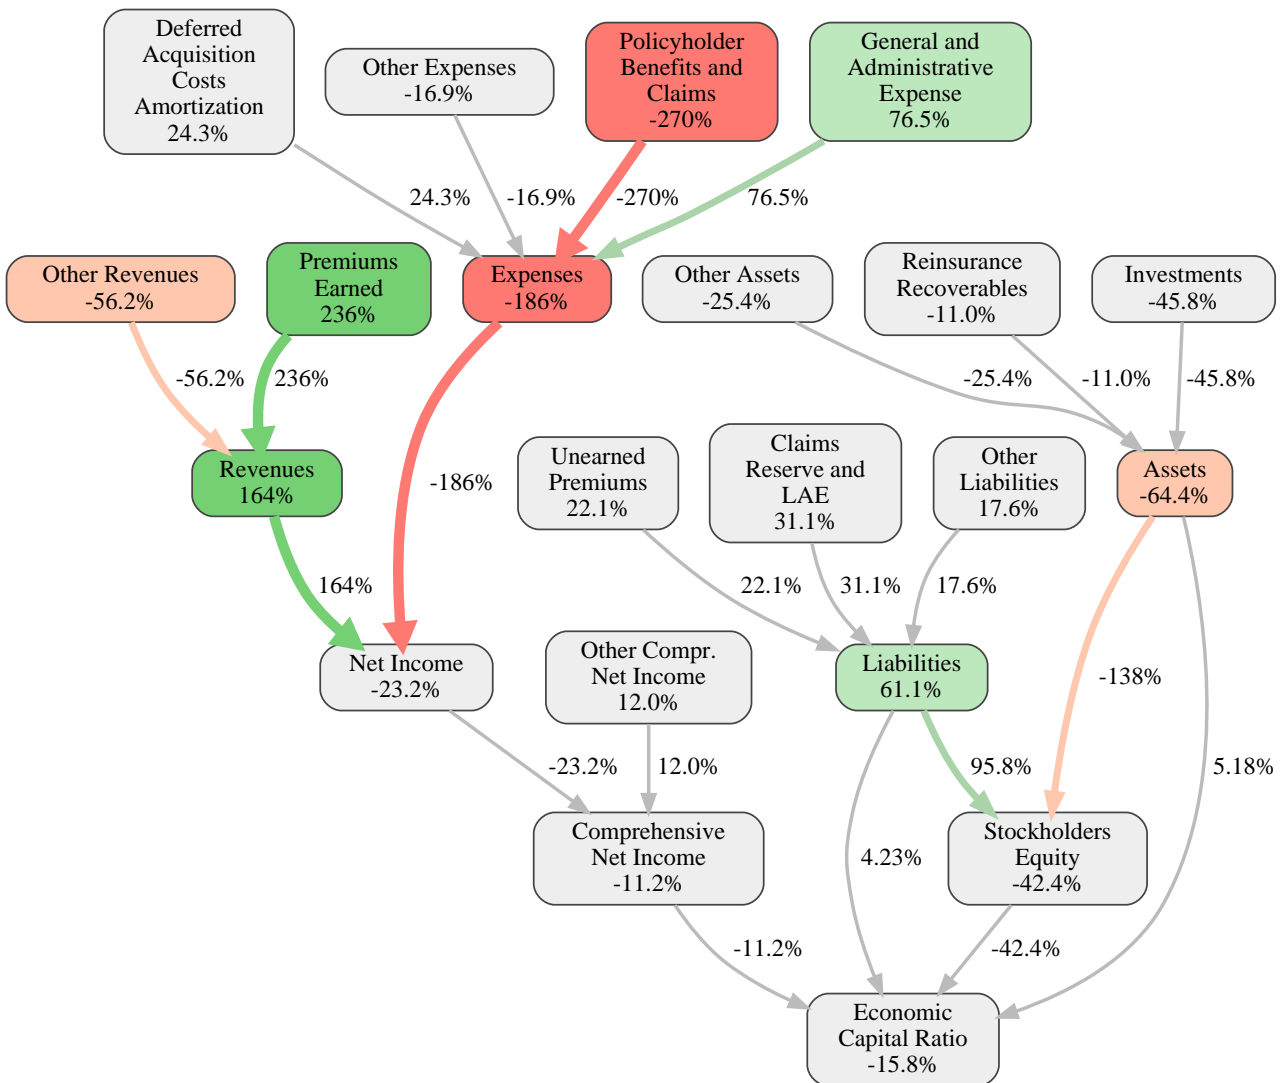 Deferred
Acquisition
Costs
Amortization
24.3%
Other Expenses
-16.9%
Policyholder
Benefits and
Claims
-270%
General and
Administrative
Expense
76.5%
24.3%
-16.9%
-270%
76.5%
Other Revenues
-56.2%
Premiums
Earned
236%
Expenses
-186%
Other Assets
-25.4%
Reinsurance
Recoverables
-11.0%
Investments
-45.8%
-56.2%
236%
-25.4%
-11.0%
-45.8%
Revenues
164%
-186%
Unearned
Premiums
22.1%
Claims
Reserve and
LAE
31.1%
Other
Liabilities
17.6%
Assets
-64.4%
164%
22.1%
31.1%
17.6%
Net Income
-23.2%
Other Compr.
Net Income
12.0%
Liabilities
61.1%
-138%
-23.2%
12.0%
95.8%
5.18%
Comprehensive
Net Income
-11.2%
4.23%
Stockholders
Equity
-42.4%
-11.2%
-42.4%
Economic
Capital Ratio
-15.8%